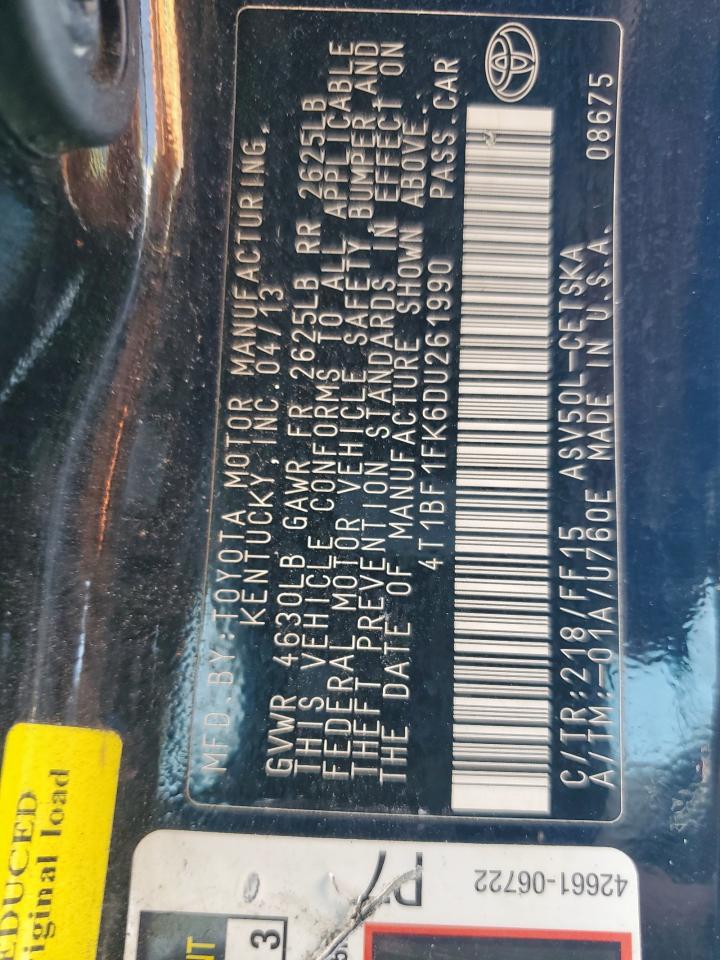 MFD.BY:TOYOTA MOTOR MANUFACTURING,
KENTUCKY,INC.04/13
GVWR 4630LB GAWR FR 2625LB RR 2625LB
THIS VEHICLE CONFORMS TO ALL APPLICABLE
FEDERAL MOTOR VEHICLE SAFETY,BUMPER,AND
THEFT PREVENTION STANDARDS IN EFFECT ON
THE DATE OF MANUFACTURE SHOWN ABOVE.
4T1BF1FK6DU261990 PASS.CAR
C/TR:218/FF15 ASV50L-CETSKA 08675
A/TM:-01A/U760E MADE IN U.S.A.
EDUCED
iginal load
42661-06722
NT
3